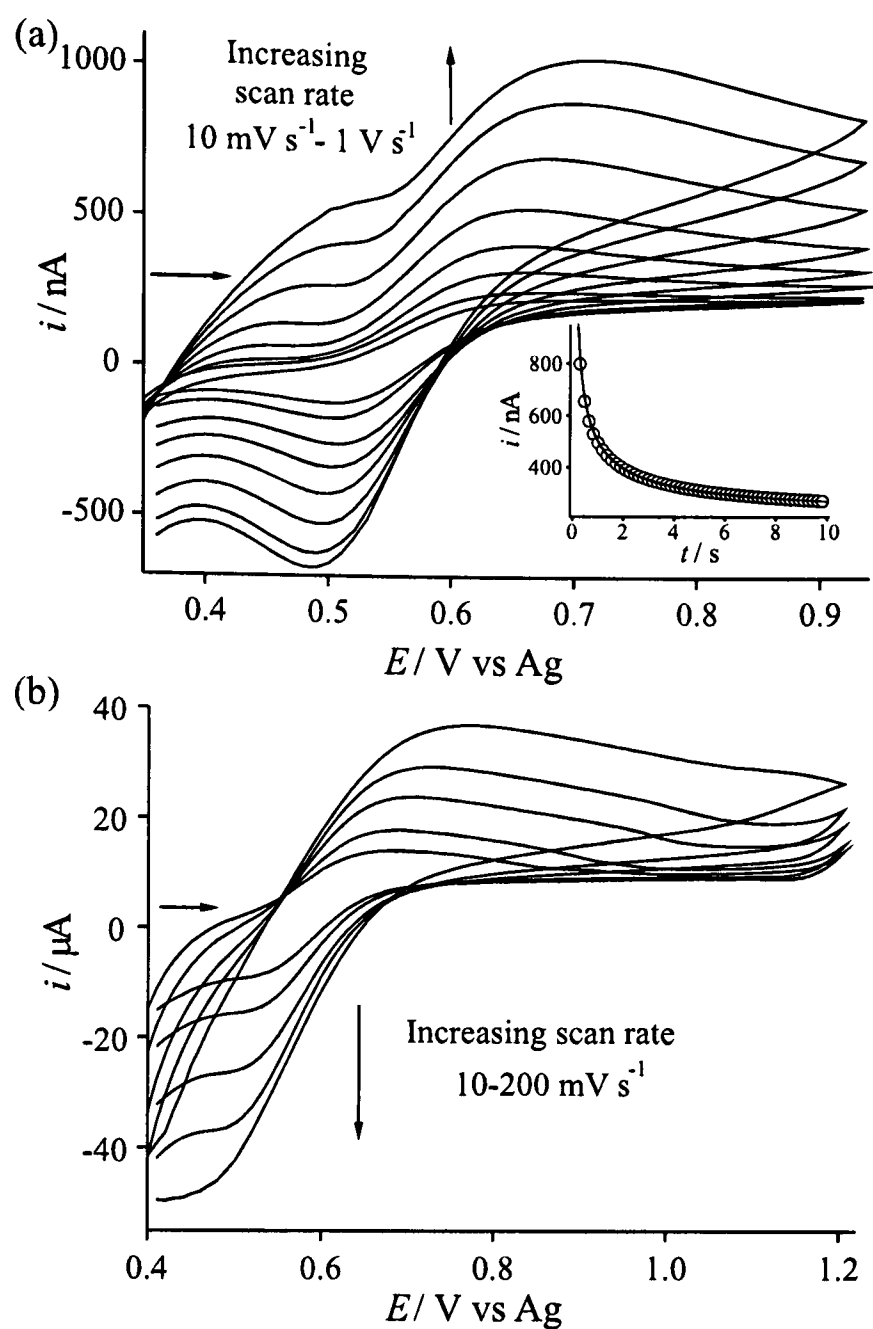 (a)
1000
500
0
-500
i / nA
Increasing
scan rate
10 mV s⁻¹- 1 V s⁻¹
0.4 0.5 0.6 0.7 0.8 0.9
E / V vs Ag
800
600
400
i / nA
0 2 4 6 8 10
t / s
(b)
40
20
0
-20
-40
i / μA
Increasing scan rate
10-200 mV s⁻¹
0.4 0.6 0.8 1.0 1.2
E / V vs Ag